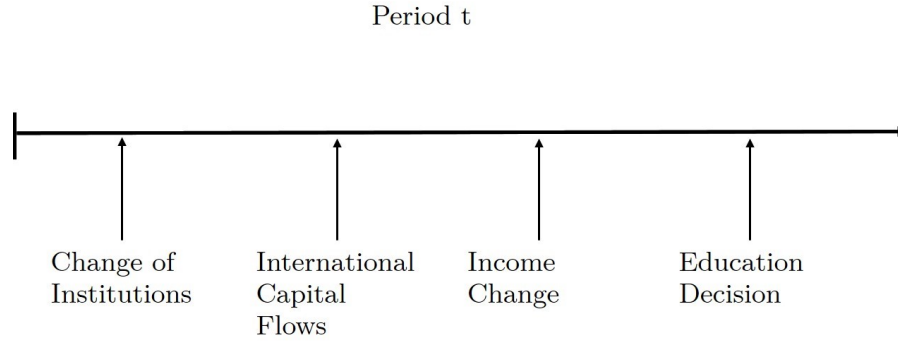 Period t
Change of
Institutions
International
Capital
Flows
Income
Change
Education
Decision